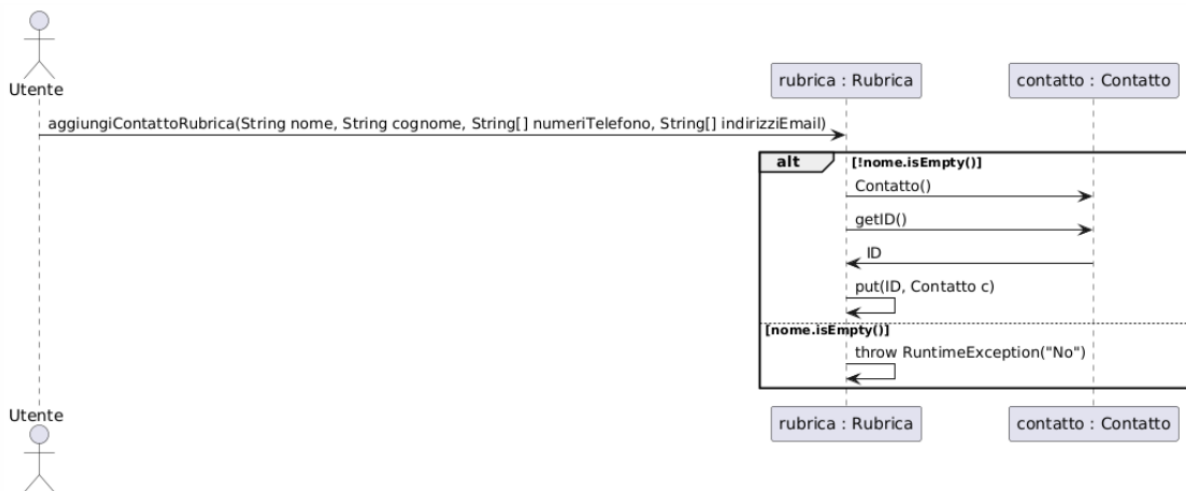 Utente
rubrica : Rubrica
contatto : Contatto
aggiungiContattoRubrica(String nome, String cognome, String[] numeriTelefono, String[] indirizziEmail)
alt
[!nome.isEmpty()]
Contatto()
getID()
ID
put(ID, Contatto c)
[nome.isEmpty()]
throw RuntimeException("No")
Utente
rubrica : Rubrica
contatto : Contatto